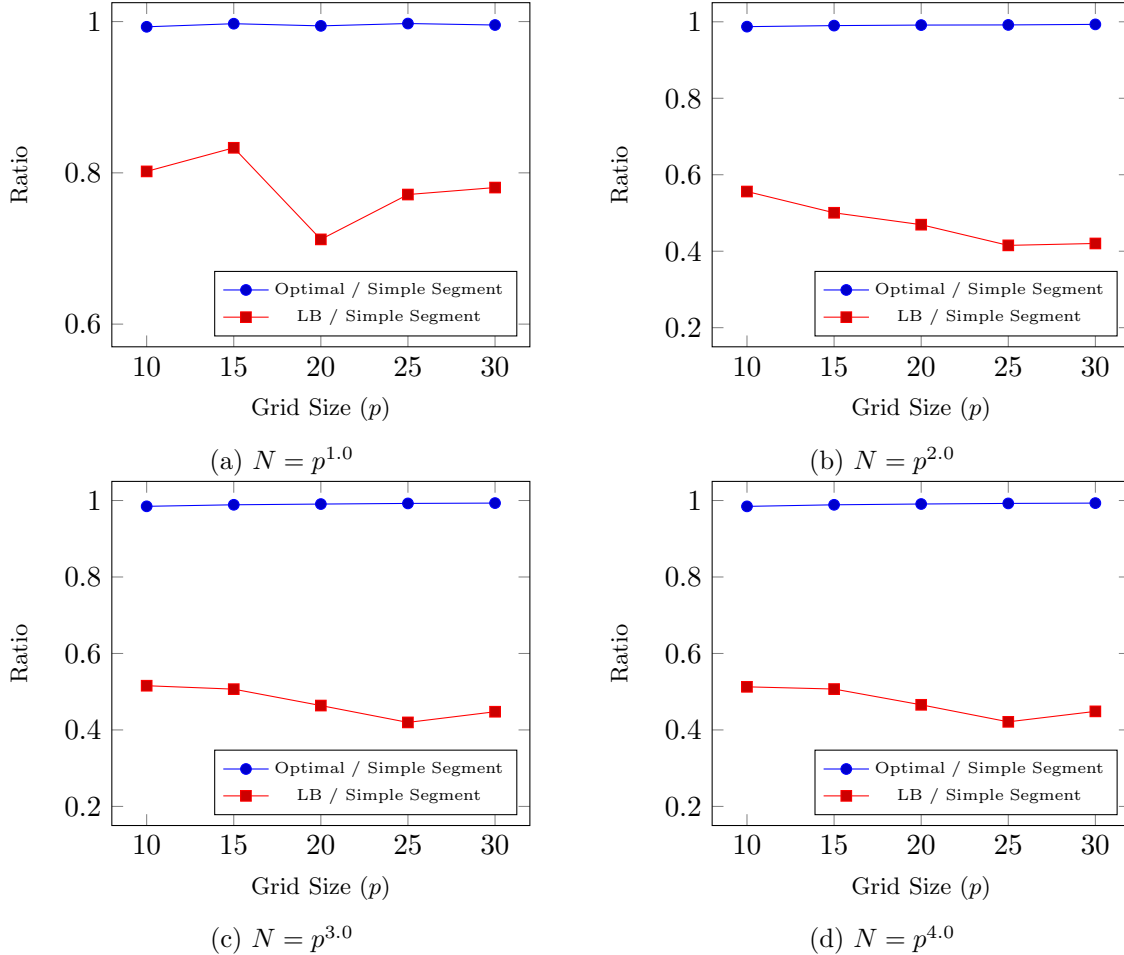 1
0.8
0.6
Ratio
Optimal / Simple Segment
LB / Simple Segment
10 15 20 25 30
Grid Size (p)
(a) N = p^{1.0}
1
0.8
0.6
0.4
0.2
Ratio
Optimal / Simple Segment
LB / Simple Segment
10 15 20 25 30
Grid Size (p)
(b) N = p^{2.0}
1
0.8
0.6
0.4
0.2
Ratio
Optimal / Simple Segment
LB / Simple Segment
10 15 20 25 30
Grid Size (p)
(c) N = p^{3.0}
1
0.8
0.6
0.4
0.2
Ratio
Optimal / Simple Segment
LB / Simple Segment
10 15 20 25 30
Grid Size (p)
(d) N = p^{4.0}